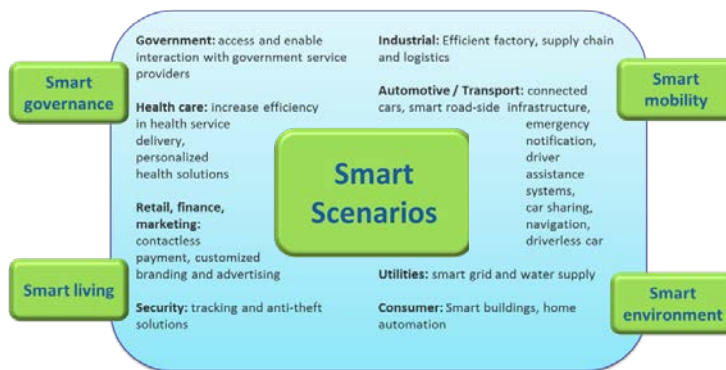 Smart
governance
Government: access and enable
interaction with government service
providers
Health care: increase efficiency
in health service
delivery,
personalized
health solutions
Retail, finance,
marketing:
contactless
payment, customized
branding and advertising
Smart living
Security: tracking and anti-theft
solutions
Smart
Scenarios
Industrial: Efficient factory, supply chain
and logistics
Automotive / Transport: connected
cars, smart road-side infrastructure,
emergency
notification,
driver
assistance
systems,
car sharing,
navigation,
driverless car
Utilities: smart grid and water supply
Consumer: Smart buildings, home
automation
Smart
mobility
Smart
environment